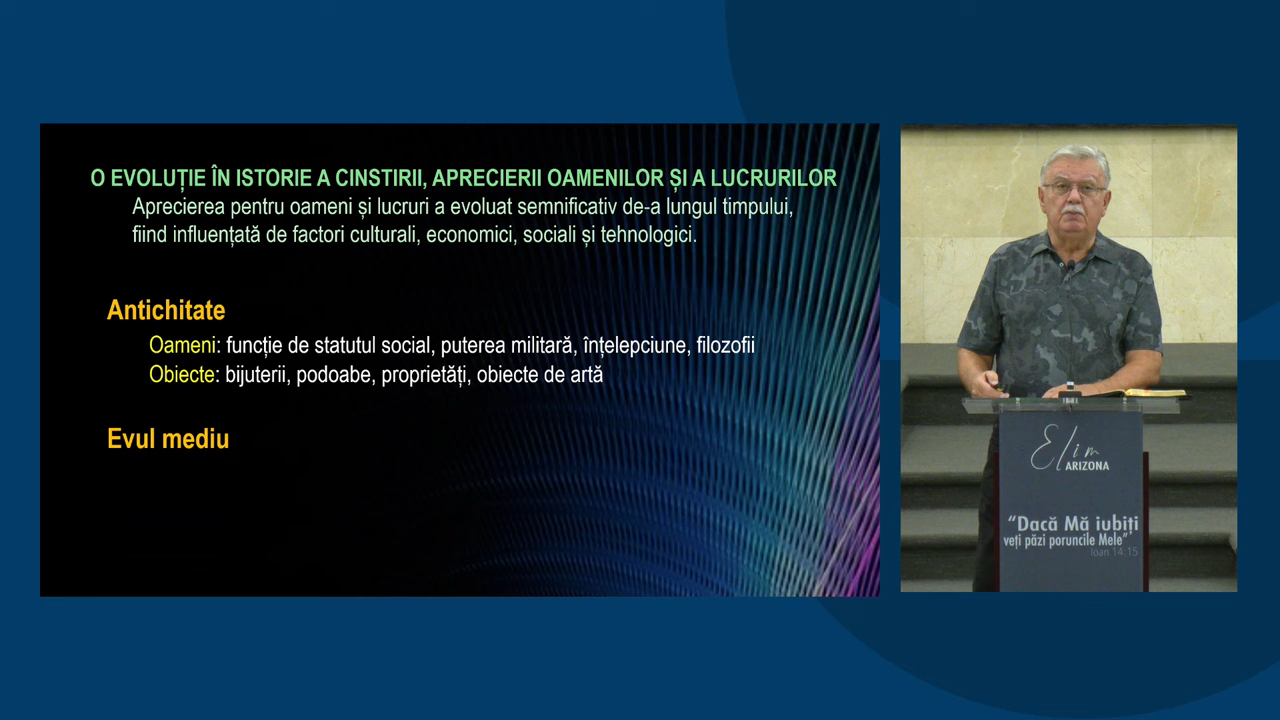 O EVOLUȚIE ÎN ISTORIE A CINSTIRII, APRECIERII OAMENILOR ȘI A LUCRURILOR
Aprecierea pentru oameni și lucruri a evoluat semnificativ de-a lungul timpului,
fiind influențată de factori culturali, economici, sociali și tehnologici.
Antichitate
Oameni: funcție de statutul social, puterea militară, înțelepciune, filozofii
Obiecte: bijuterii, podoabe, proprietăți, obiecte de artă
Evul mediu
Elim
ARIZONA
“Dacă Mă iubiți
veți păzi poruncile Mele”
Ioan 14:15